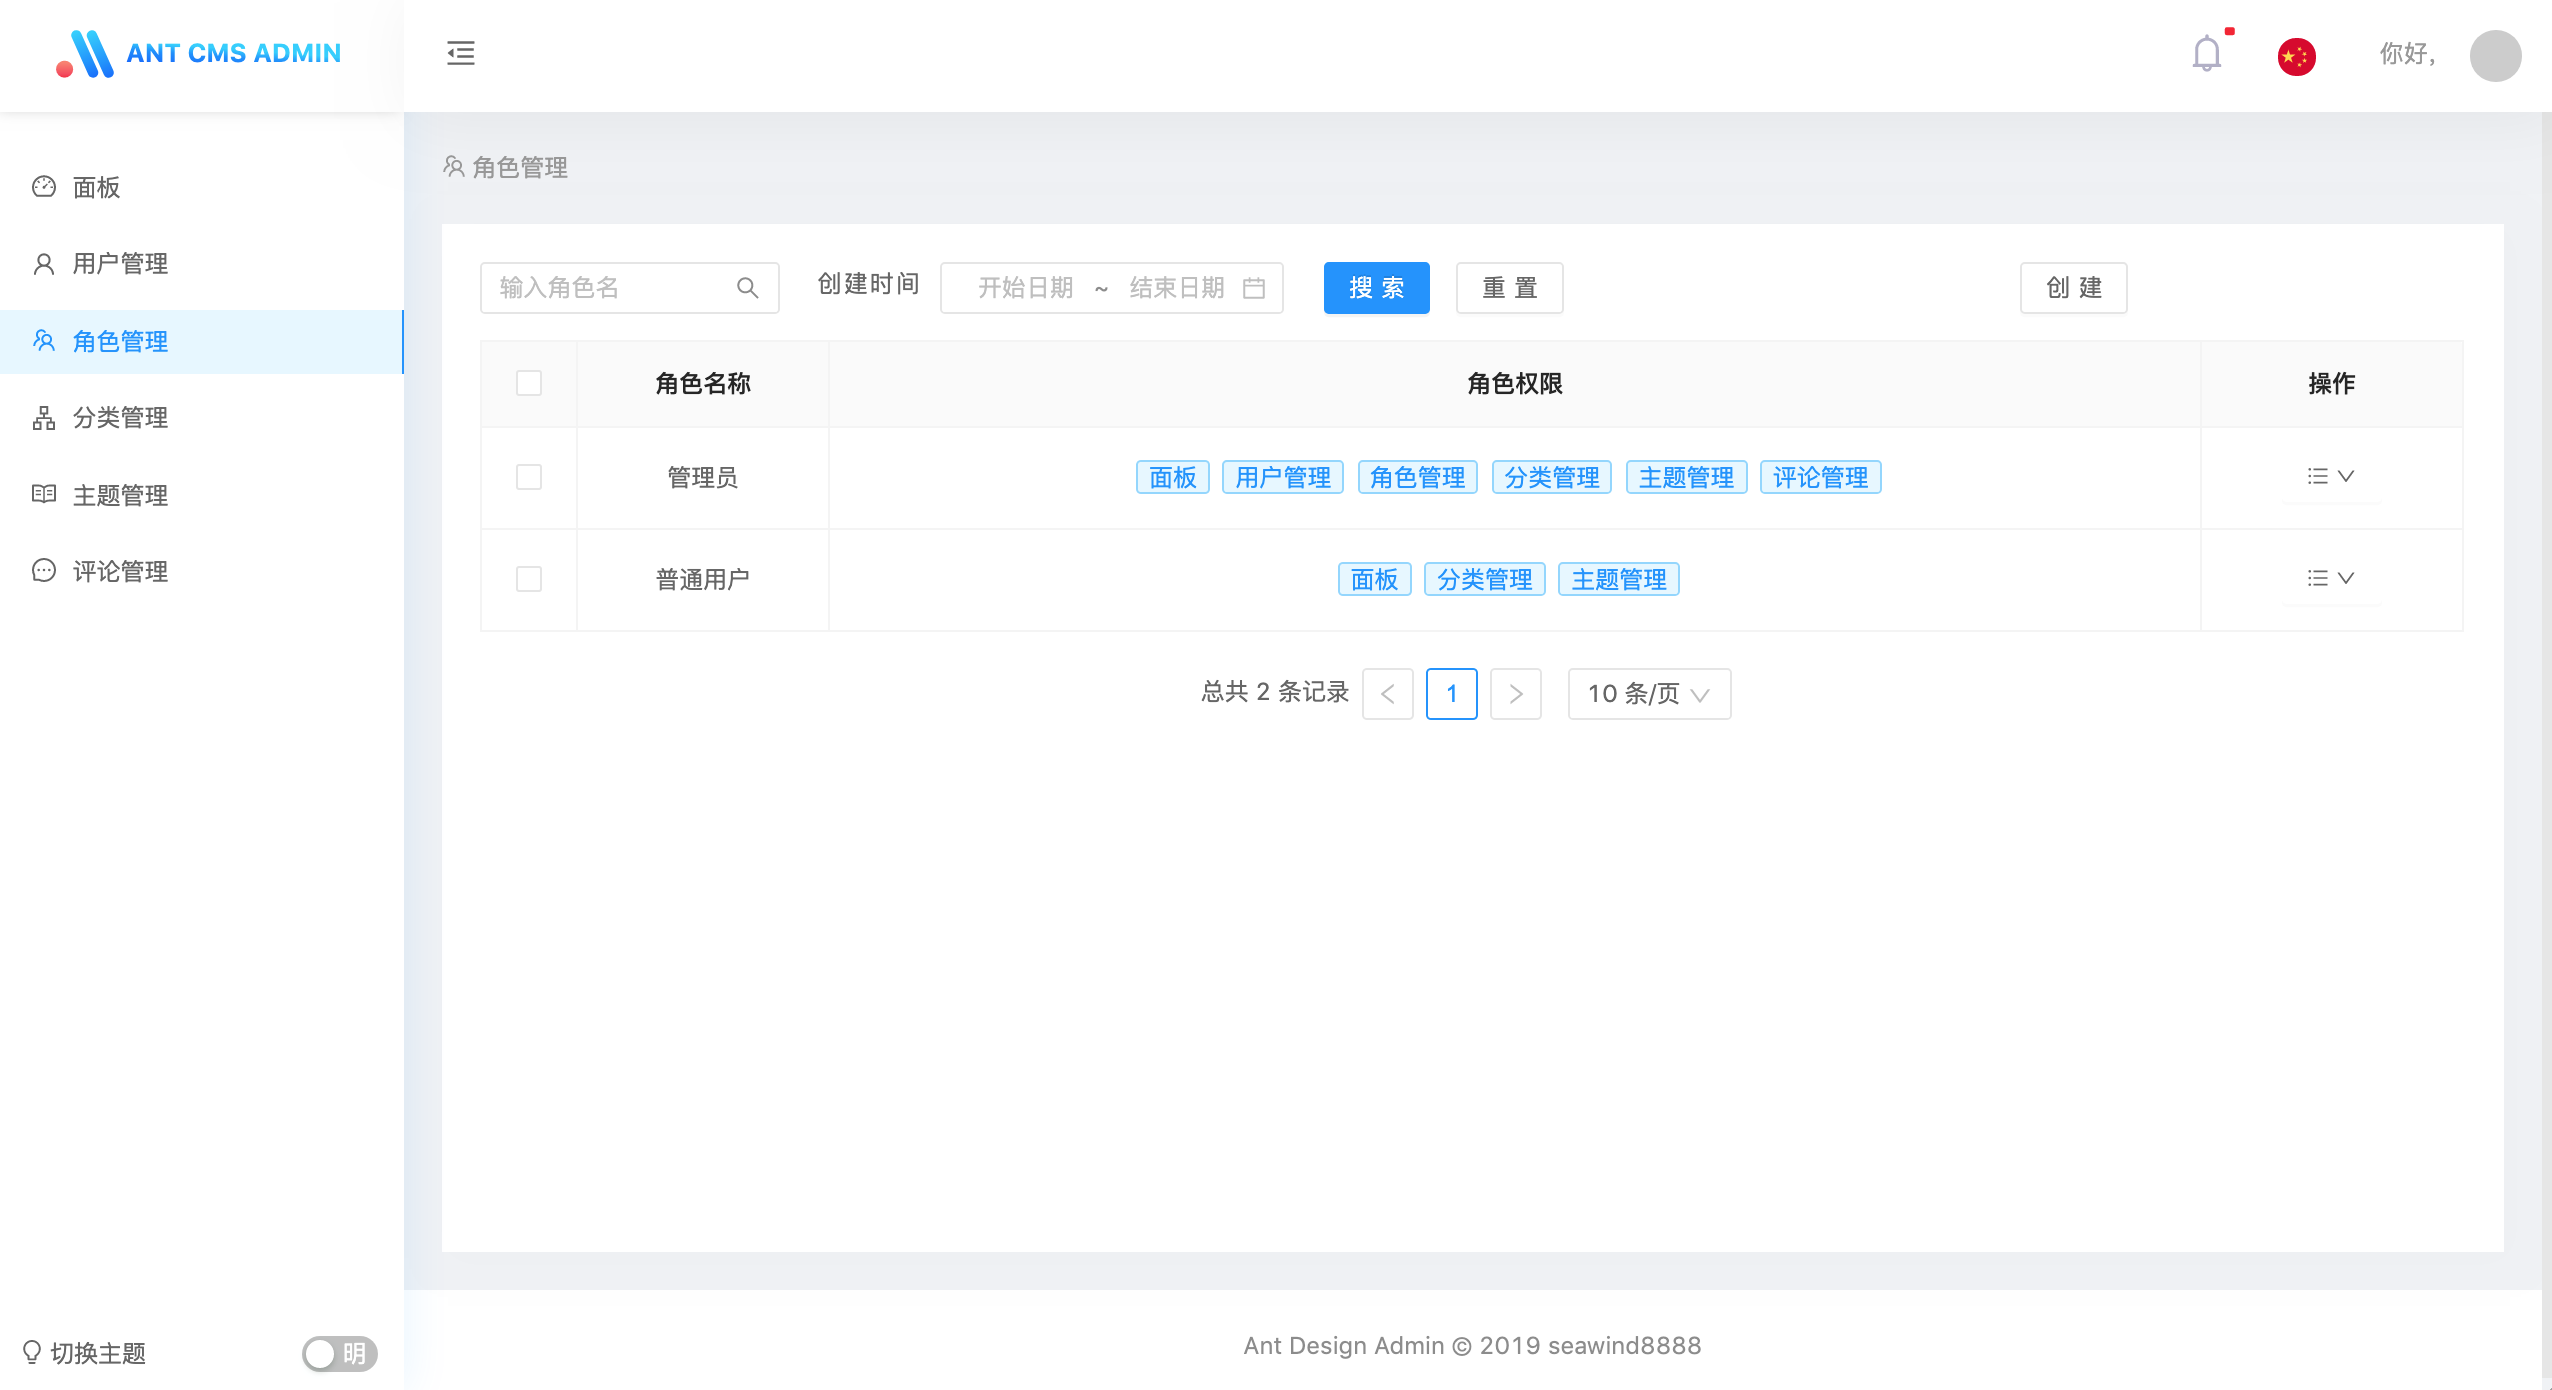 ANT CMS ADMIN
你好,
面板
用户管理
角色管理
分类管理
主题管理
评论管理
切换主题
明
角色管理
输入角色名
创建时间
开始日期 ~ 结束日期
搜 索
重 置
创 建
角色名称 角色权限 操作
管理员 面板 用户管理 角色管理 分类管理 主题管理 评论管理
普通用户 面板 分类管理 主题管理
总共 2 条记录 1 10 条/页
Ant Design Admin © 2019 seawind8888